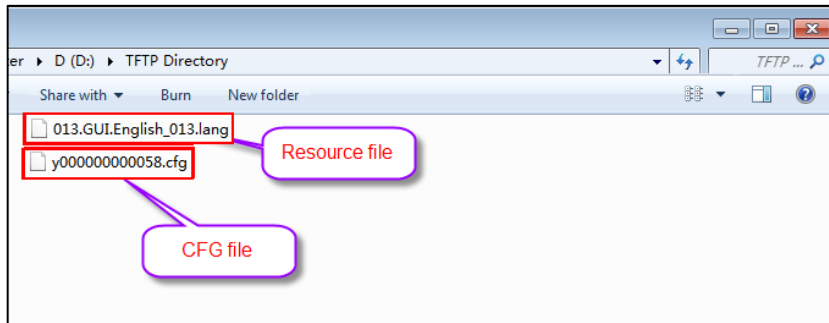 er ▸ D (D:) ▸ TFTP Directory
TFTP ...
Share with Burn New folder
013.GUI.English_013.lang
Resource file
y000000000058.cfg
CFG file